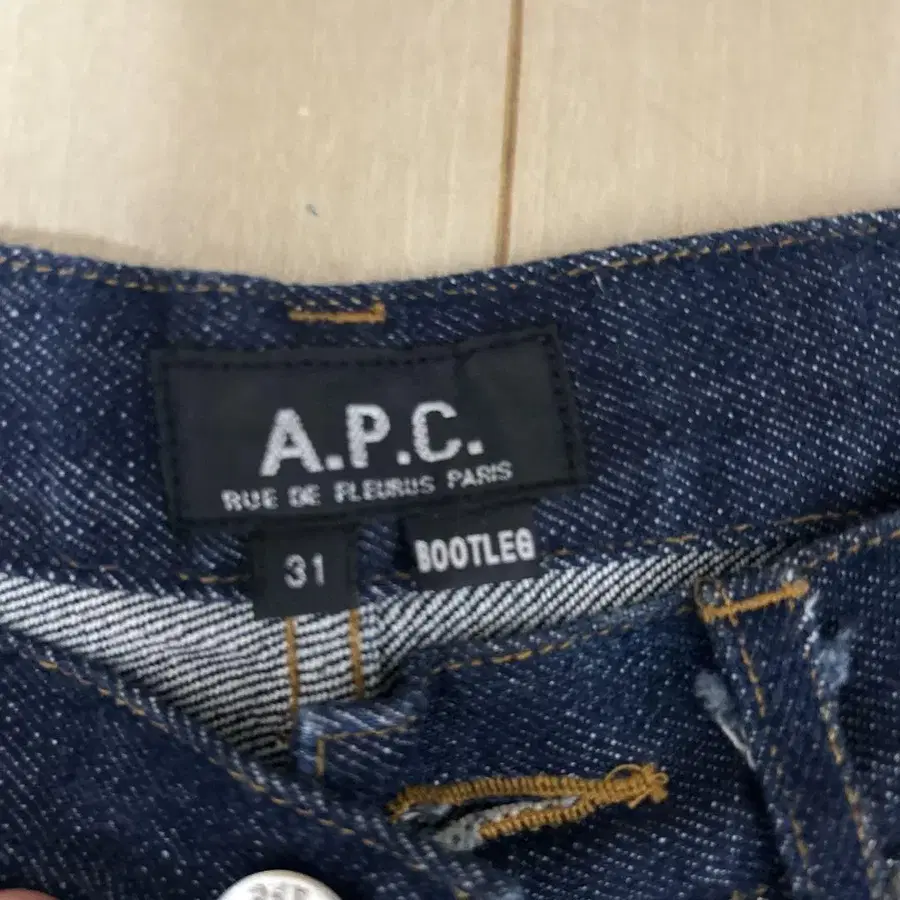 A.P.C.
RUE DE FLEURUS PARIS
31
BOOTLEG